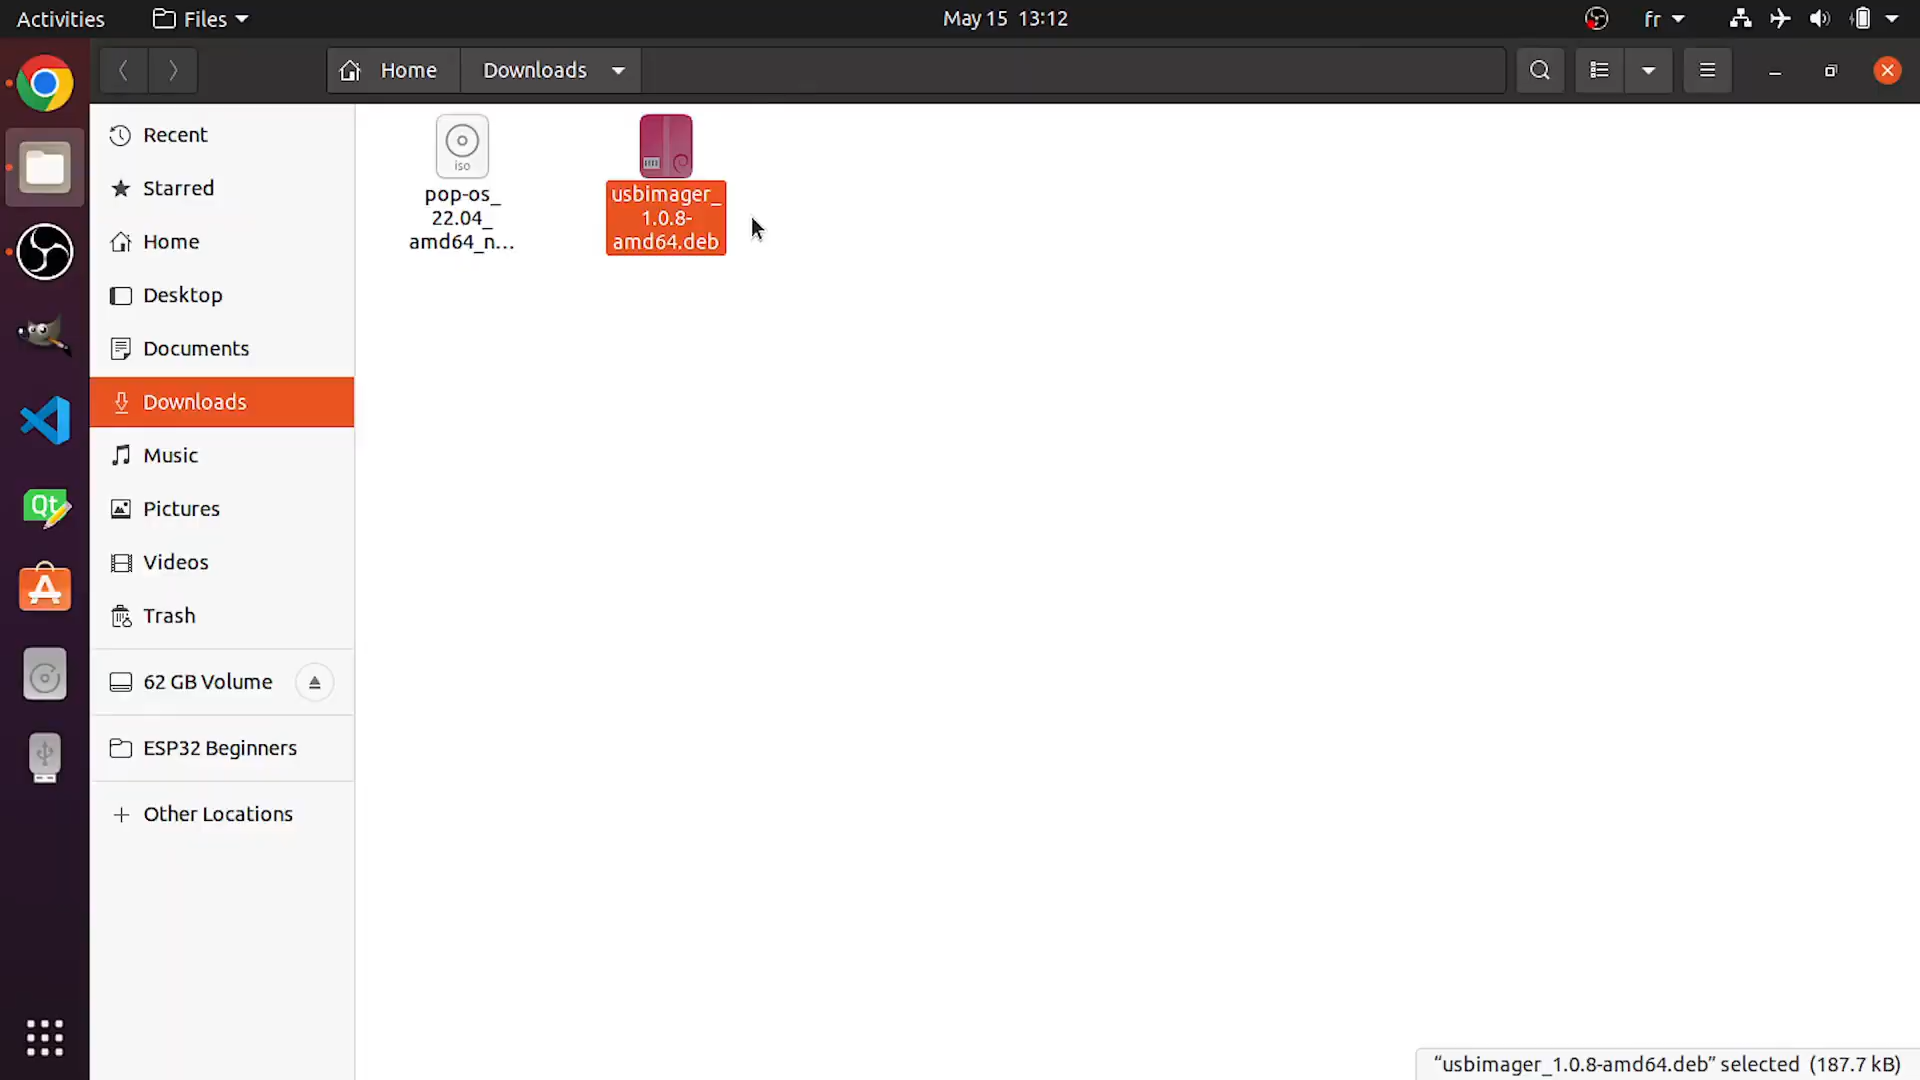 Activities
Files
May 15 13:12
fr
Home
Downloads
Recent
Starred
Home
Desktop
Documents
Downloads
Music
Pictures
Videos
Trash
62 GB Volume
ESP32 Beginners
Other Locations
iso
pop-os_
22.04_
amd64_n...
usbimager_
1.0.8-
amd64.deb
Qt
“usbimager_1.0.8-amd64.deb” selected (187.7 kB)